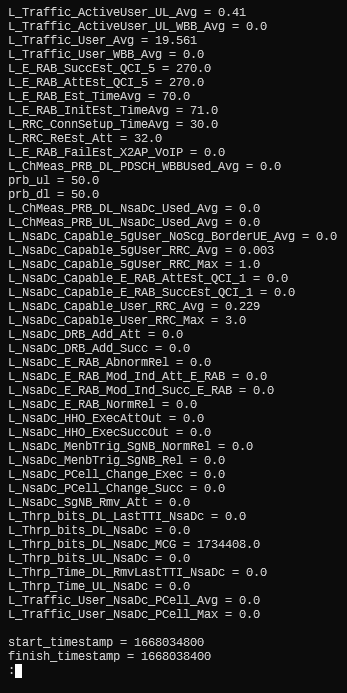 L_Traffic_ActiveUser_UL_Avg = 0.41
L_Traffic_ActiveUser_UL_WBB_Avg = 0.0
L_Traffic_User_Avg = 19.561
L_Traffic_User_WBB_Avg = 0.0
L_E_RAB_SuccEst_QCI_5 = 270.0
L_E_RAB_AttEst_QCI_5 = 270.0
L_E_RAB_Est_TimeAvg = 70.0
L_E_RAB_InitEst_TimeAvg = 71.0
L_RRC_ConnSetup_TimeAvg = 30.0
L_RRC_ReEst_Att = 32.0
L_E_RAB_FailEst_X2AP_VoIP = 0.0
L_ChMeas_PRB_DL_PDSCH_WBBUsed_Avg = 0.0
prb_ul = 50.0
prb_dl = 50.0
L_ChMeas_PRB_DL_NsaDc_Used_Avg = 0.0
L_ChMeas_PRB_UL_NsaDc_Used_Avg = 0.0
L_NsaDc_Capable_5gUser_NoScg_BorderUE_Avg = 0.0
L_NsaDc_Capable_5gUser_RRC_Avg = 0.003
L_NsaDc_Capable_5gUser_RRC_Max = 1.0
L_NsaDc_Capable_E_RAB_AttEst_QCI_1 = 0.0
L_NsaDc_Capable_E_RAB_SuccEst_QCI_1 = 0.0
L_NsaDc_Capable_User_RRC_Avg = 0.229
L_NsaDc_Capable_User_RRC_Max = 3.0
L_NsaDc_DRB_Add_Att = 0.0
L_NsaDc_DRB_Add_Succ = 0.0
L_NsaDc_E_RAB_AbnormRel = 0.0
L_NsaDc_E_RAB_Mod_Ind_Att_E_RAB = 0.0
L_NsaDc_E_RAB_Mod_Ind_Succ_E_RAB = 0.0
L_NsaDc_E_RAB_NormRel = 0.0
L_NsaDc_HHO_ExecAttOut = 0.0
L_NsaDc_HHO_ExecSuccOut = 0.0
L_NsaDc_MenbTrig_SgNB_NormRel = 0.0
L_NsaDc_MenbTrig_SgNB_Rel = 0.0
L_NsaDc_PCell_Change_Exec = 0.0
L_NsaDc_PCell_Change_Succ = 0.0
L_NsaDc_SgNB_Rmv_Att = 0.0
L_Thrp_bits_DL_LastTTI_NsaDc = 0.0
L_Thrp_bits_DL_NsaDc = 0.0
L_Thrp_bits_DL_NsaDc_MCG = 1734408.0
L_Thrp_bits_UL_NsaDc = 0.0
L_Thrp_Time_DL_RmvLastTTI_NsaDc = 0.0
L_Thrp_Time_UL_NsaDc = 0.0
L_Traffic_User_NsaDc_PCell_Avg = 0.0
L_Traffic_User_NsaDc_PCell_Max = 0.0
start_timestamp = 1668034800
finish_timestamp = 1668038400
: